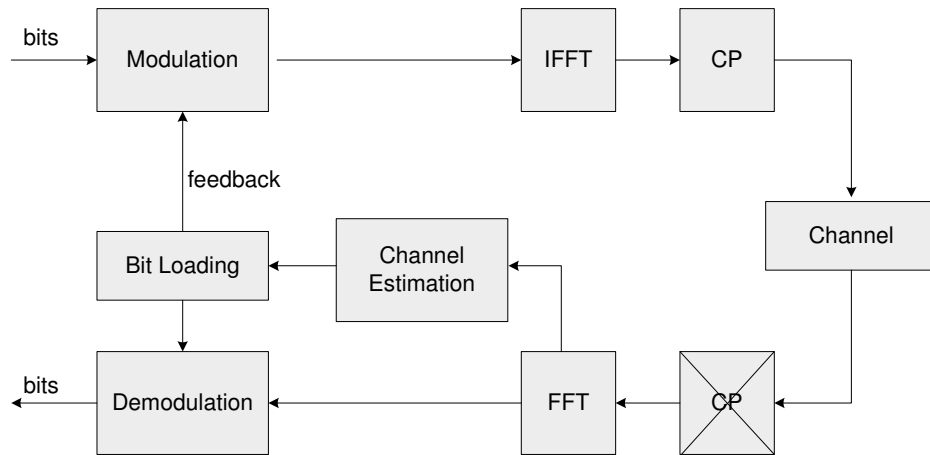 bits
Modulation
IFFT
CP
feedback
Channel
Bit Loading
Channel
Estimation
bits
Demodulation
FFT
CP